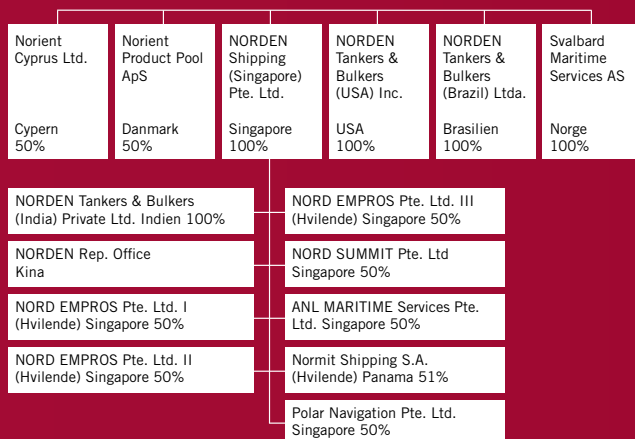 Norient
Cyprus Ltd.
Cypern
50%
Norient
Product Pool
ApS
Danmark
50%
NORDEN
Shipping
(Singapore)
Pte. Ltd.
Singapore
100%
NORDEN
Tankers &
Bulkers
(USA) Inc.
USA
100%
NORDEN
Tankers &
Bulkers
(Brazil) Ltda.
Brasilien
100%
Svalbard
Maritime
Services AS
Norge
100%
NORDEN Tankers & Bulkers
(India) Private Ltd. Indien 100%
NORDEN Rep. Office
Kina
NORD EMPROS Pte. Ltd. I
(Hvilende) Singapore 50%
NORD EMPROS Pte. Ltd. II
(Hvilende) Singapore 50%
NORD EMPROS Pte. Ltd. III
(Hvilende) Singapore 50%
NORD SUMMIT Pte. Ltd
Singapore 50%
ANL MARITIME Services Pte.
Ltd. Singapore 50%
Normit Shipping S.A.
(Hvilende) Panama 51%
Polar Navigation Pte. Ltd.
Singapore 50%